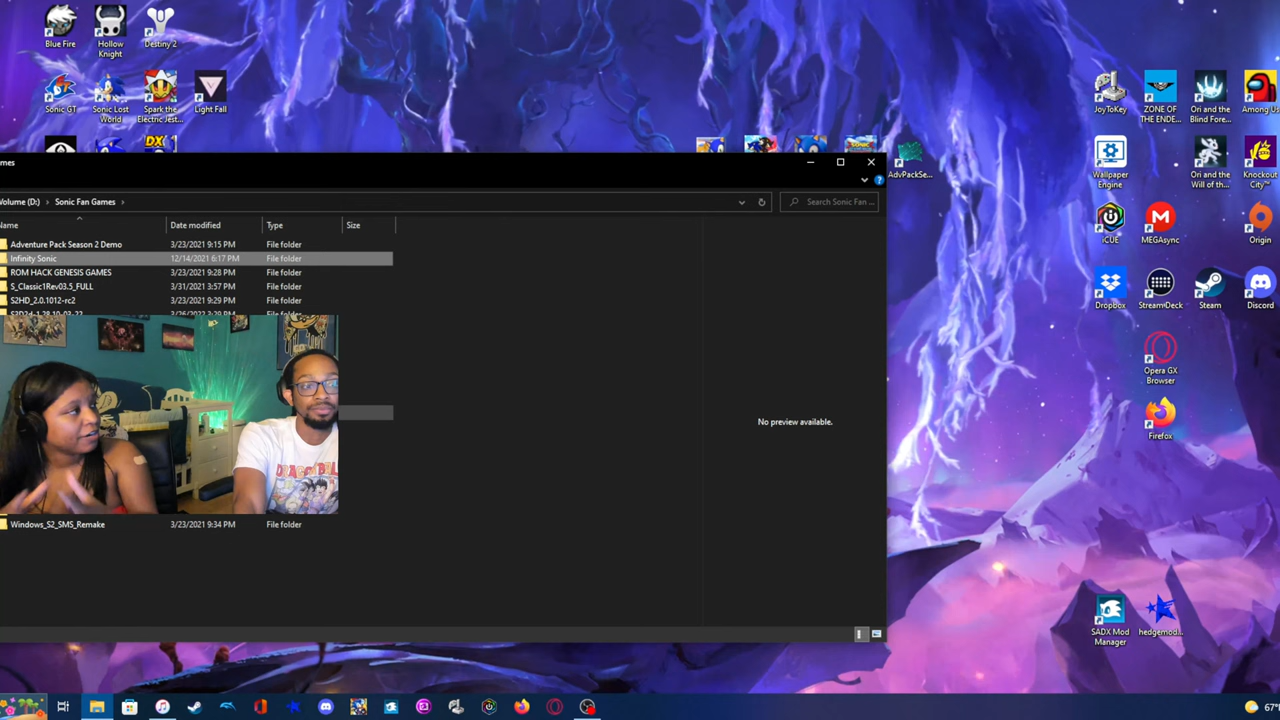 Blue Fire
Hollow
Knight
Destiny 2
Sonic GT
Sonic Lost
World
Spark the
Electric Jest...
Light Fall
DX
JoyToKey
ZONE OF
THE ENDE...
Ori and the
Blind Fore...
Among Us
AdvPackSe...
Wallpaper
Engine
Ori and the
Will of th...
Knockout
City™
iCUE
MEGAsync
Origin
Dropbox
StreamDeck
Steam
Discord
Opera GX
Browser
Firefox
SADX Mod
Manager
hedgemod...
ames
Volume (D:) > Sonic Fan Games >
Search Sonic Fan ...
Name Date modified Type Size
Adventure Pack Season 2 Demo 3/23/2021 9:15 PM File folder
Infinity Sonic 12/14/2021 6:17 PM File folder
ROM HACK GENESIS GAMES 3/23/2021 9:28 PM File folder
S_Classic1Rev03.5_FULL 3/31/2021 3:57 PM File folder
S2HD_2.0.1012-rc2 3/23/2021 9:29 PM File folder
Windows_S2_SMS_Remake 3/23/2021 9:34 PM File folder
No preview available.
DRAGON BALL
67°